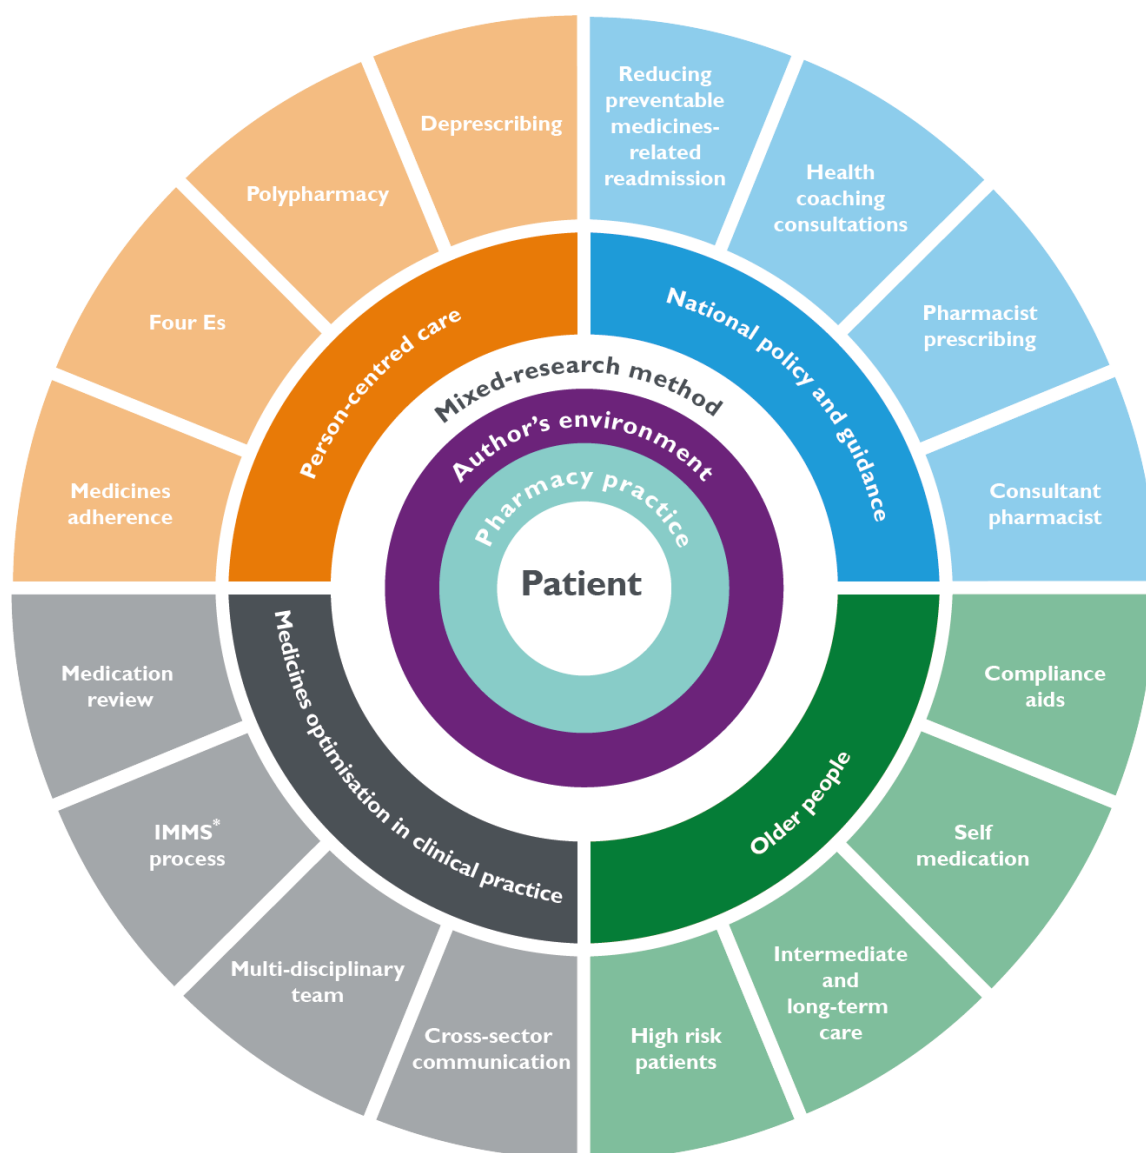 Deprescribing
Reducing
preventable
medicines-
related
readmission
Polypharmacy
Health
coaching
consultations
Four Es
Pharmacist
prescribing
Medicines
adherence
Consultant
pharmacist
Person-centred care
National policy and guidance
Mixed-research method
Author's environment
Pharmacy practice
Patient
Medicines optimisation in clinical practice
Older people
Medication
review
Compliance
aids
IMMS*
process
Self
medication
Multi-disciplinary
team
Intermediate
and
long-term
care
Cross-sector
communication
High risk
patients